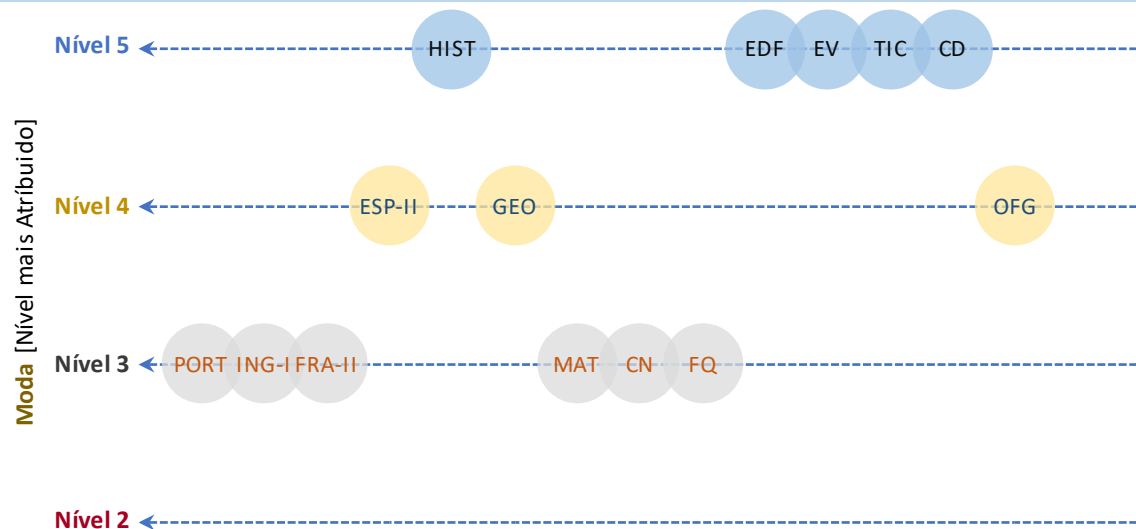 Nível 5
HIST
EDF
EV
TIC
CD
Moda [Nível mais Atríbuido]
Nível 4
ESP-II
GEO
OFG
Nível 3
PORT
ING-I
FRA-II
MAT
CN
FQ
Nível 2